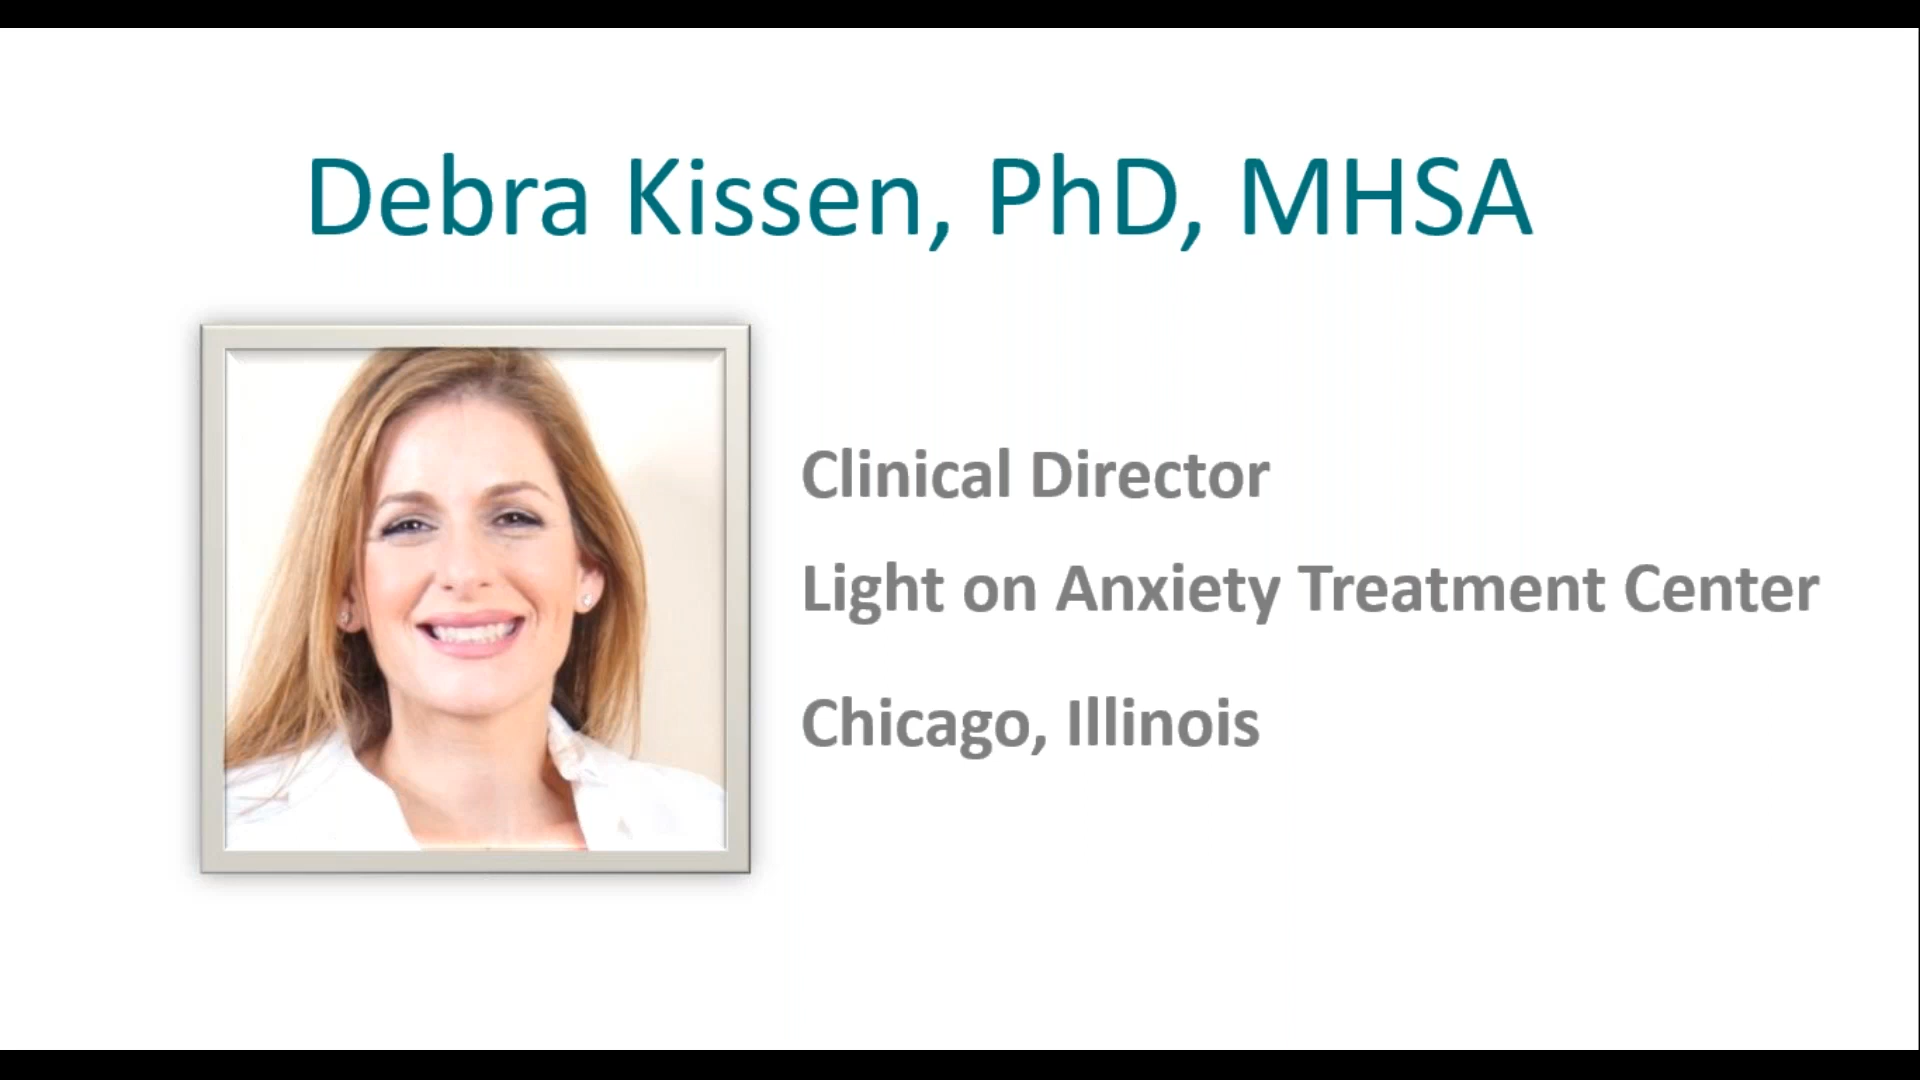 Debra Kissen, PhD, MHSA
Clinical Director
Light on Anxiety Treatment Center
Chicago, Illinois